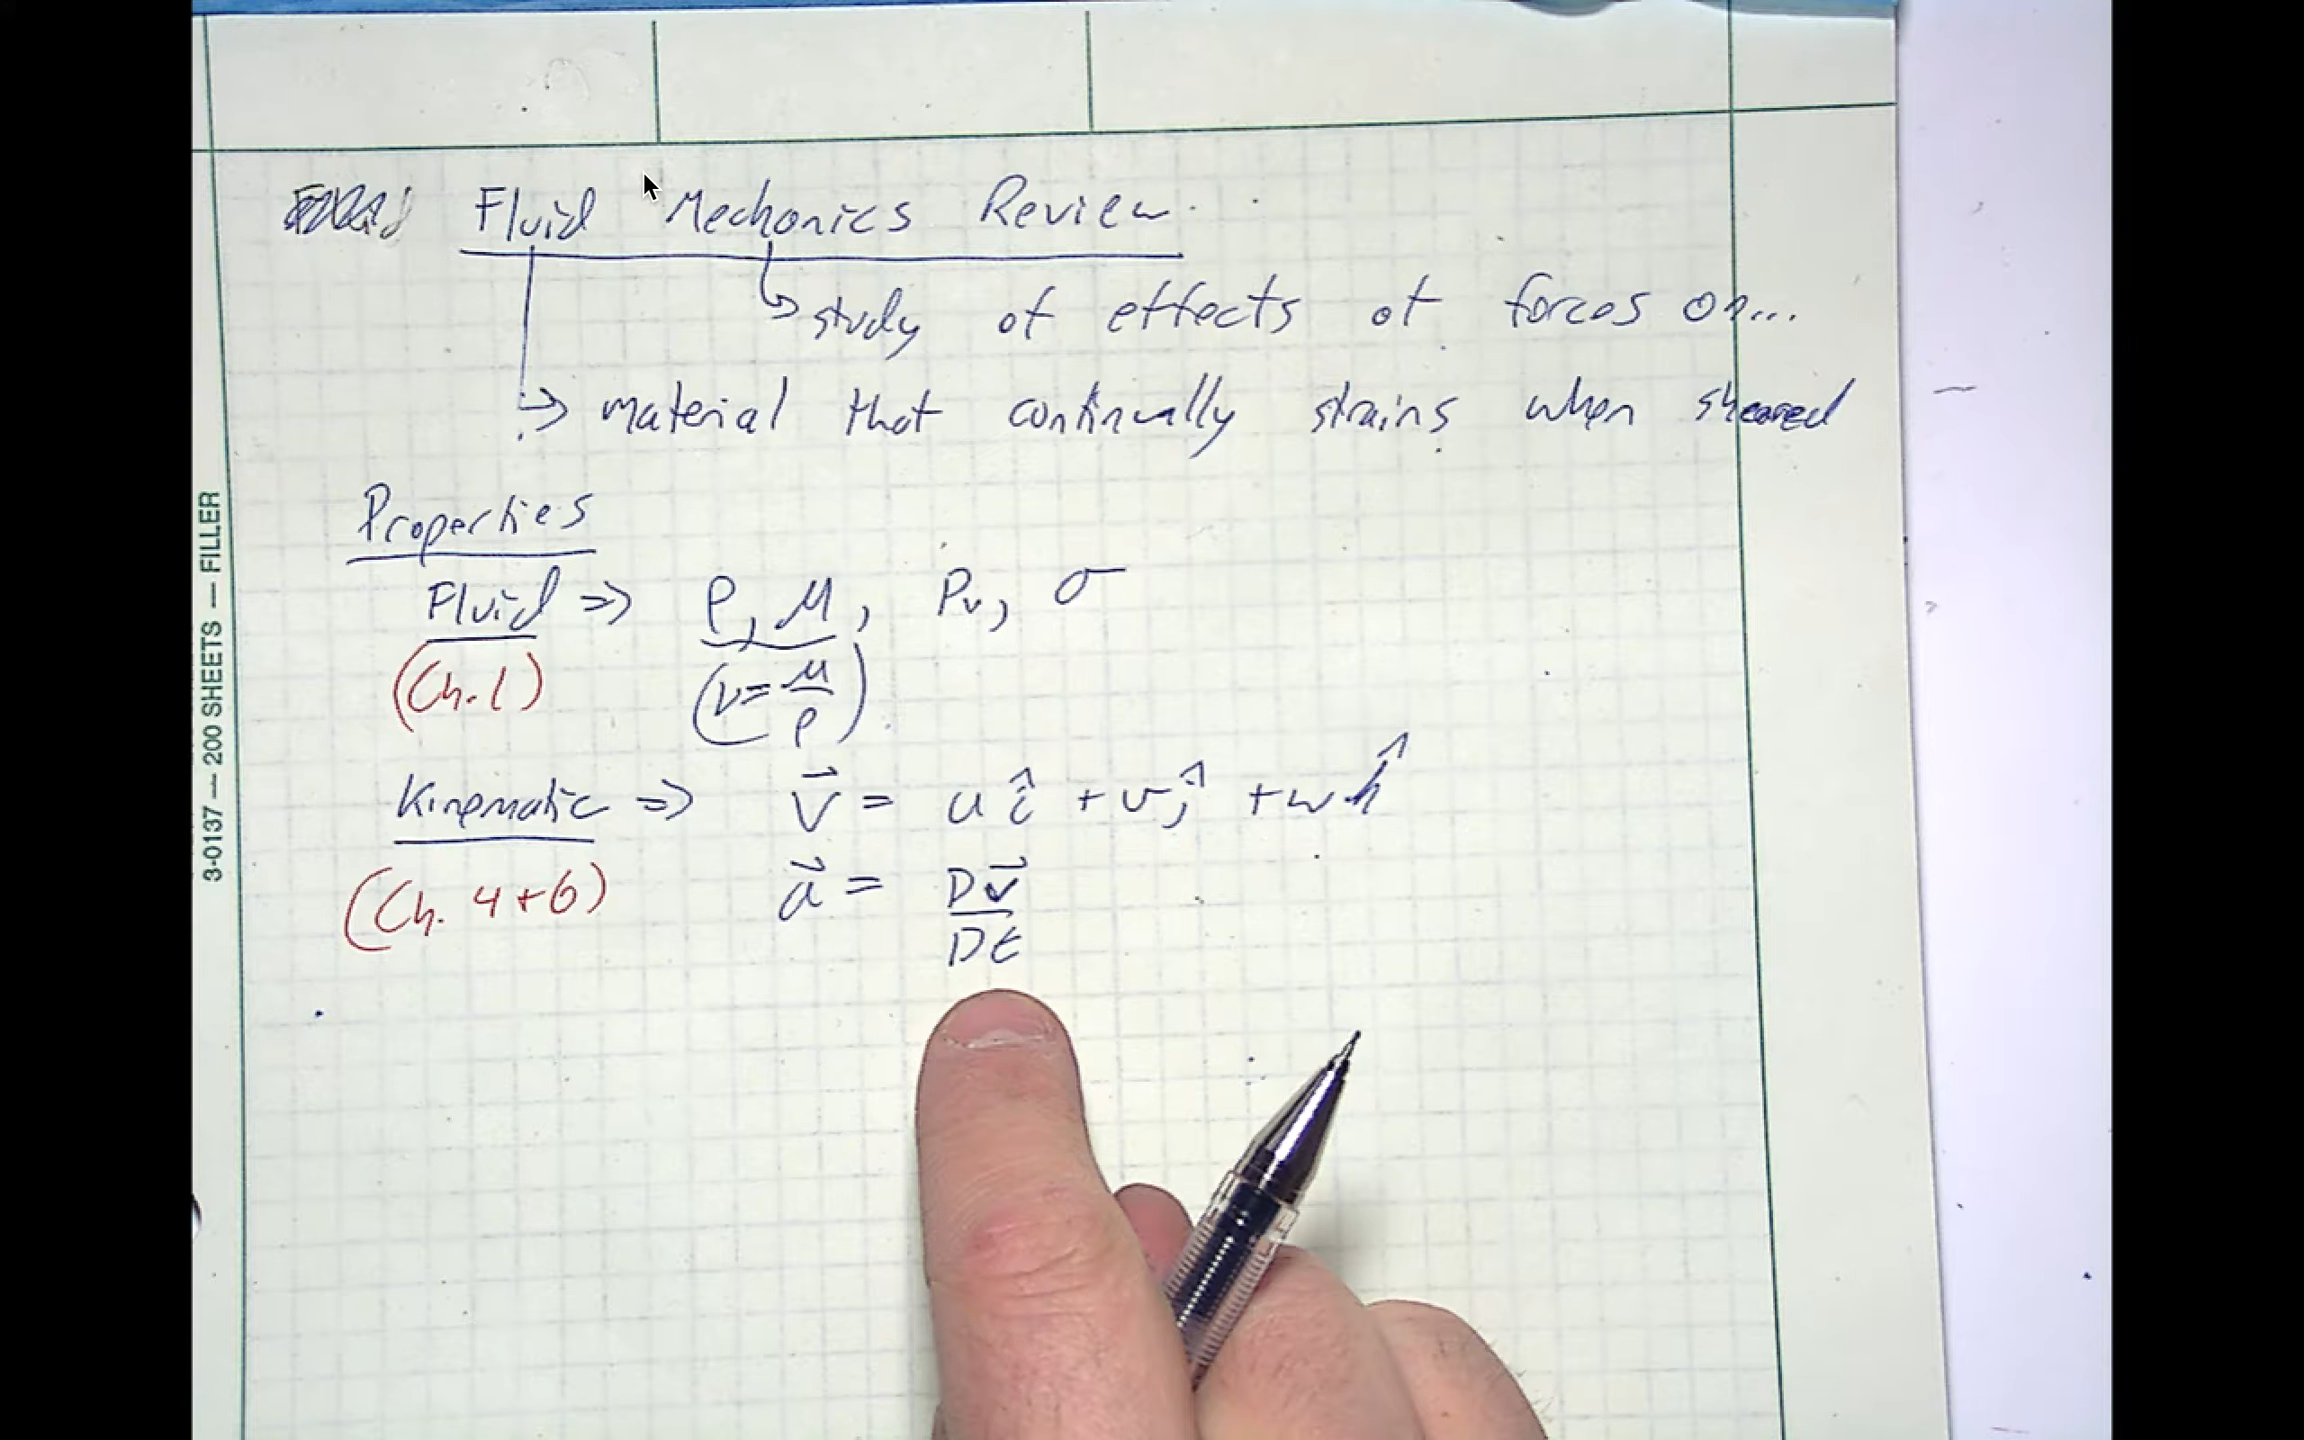 Fluid Mechanics Review
study of effects of forces on...
material that continually strains when sheared
Properties
Fluid ⇒ ρ, μ, Pv, σ
(Ch. 1) (ν = μ/ρ)
Kinematic ⇒ V⃗ = u î + v ĵ + w k̂
(Ch. 4+6) a⃗ = DV⃗/Dt
3-0137 — 200 SHEETS — FILLER